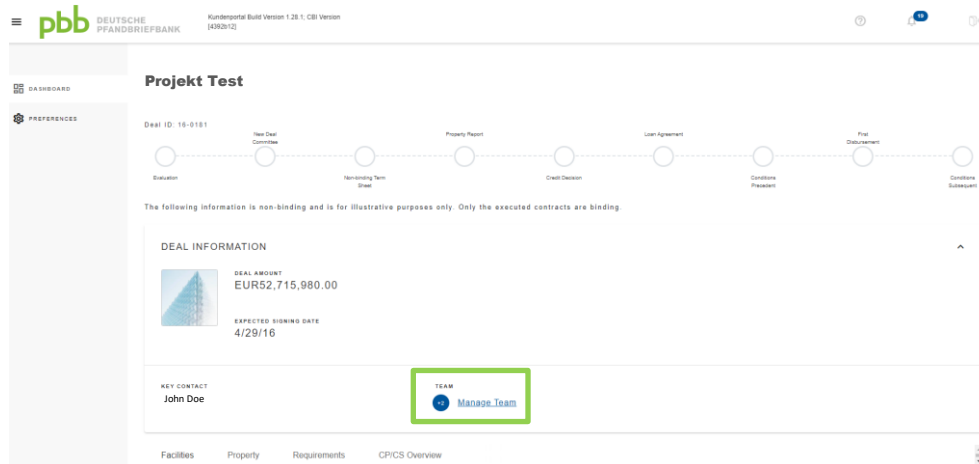 pbb DEUTSCHE
PFANDBRIEFBANK
Kundenportal Build Version 1.28.1; CBI Version
[4392b12]
19
DASHBOARD
PREFERENCES
Projekt Test
Deal ID: 16-0181
Evaluation
New Deal
Committee
Non-binding Term
Sheet
Property Report
Credit Decision
Loan Agreement
Conditions
Precedent
First
Disbursement
Conditions
Subsequent
The following information is non-binding and is for illustrative purposes only. Only the executed contracts are binding.
DEAL INFORMATION
DEAL AMOUNT
EUR52,715,980.00
EXPECTED SIGNING DATE
4/29/16
KEY CONTACT
John Doe
TEAM
Manage Team
Facilities
Property
Requirements
CP/CS Overview